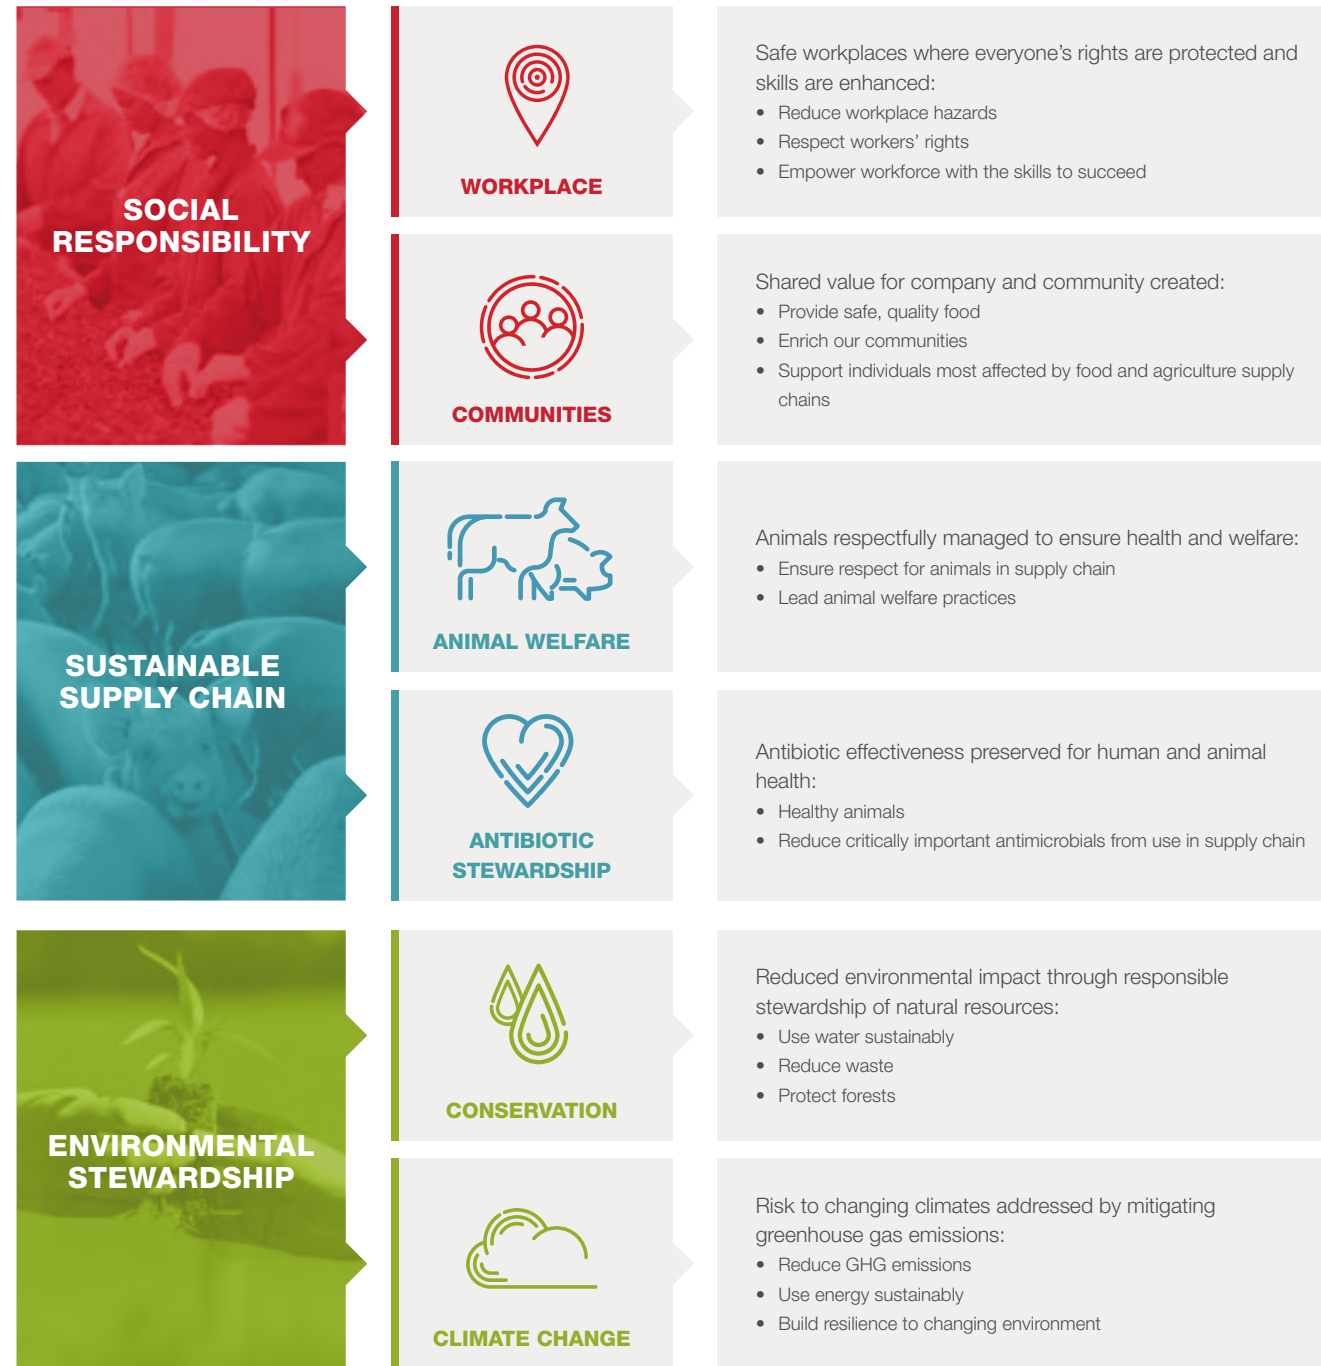 SOCIAL
RESPONSIBILITY
WORKPLACE
Safe workplaces where everyone’s rights are protected and
skills are enhanced:
• Reduce workplace hazards
• Respect workers’ rights
• Empower workforce with the skills to succeed
COMMUNITIES
Shared value for company and community created:
• Provide safe, quality food
• Enrich our communities
• Support individuals most affected by food and agriculture supply
chains
SUSTAINABLE
SUPPLY CHAIN
ANIMAL WELFARE
Animals respectfully managed to ensure health and welfare:
• Ensure respect for animals in supply chain
• Lead animal welfare practices
ANTIBIOTIC
STEWARDSHIP
Antibiotic effectiveness preserved for human and animal
health:
• Healthy animals
• Reduce critically important antimicrobials from use in supply chain
ENVIRONMENTAL
STEWARDSHIP
CONSERVATION
Reduced environmental impact through responsible
stewardship of natural resources:
• Use water sustainably
• Reduce waste
• Protect forests
CLIMATE CHANGE
Risk to changing climates addressed by mitigating
greenhouse gas emissions:
• Reduce GHG emissions
• Use energy sustainably
• Build resilience to changing environment